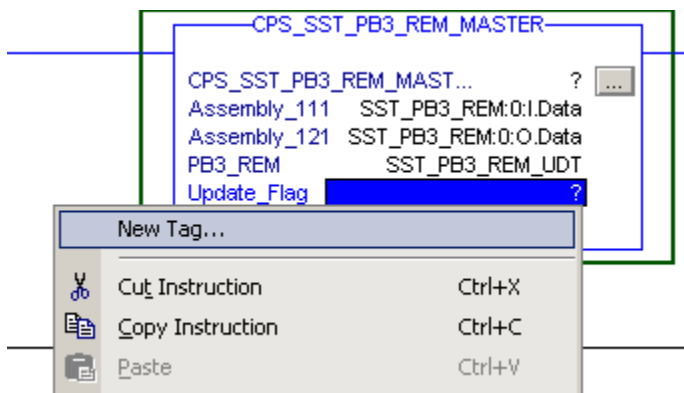 CPS_SST_PB3_REM_MASTER
CPS_SST_PB3_REM_MAST... ? ...
Assembly_111 SST_PB3_REM:0:I.Data
Assembly_121 SST_PB3_REM:0:O.Data
PB3_REM SST_PB3_REM_UDT
Update_Flag ?
New Tag...
Cut Instruction Ctrl+X
Copy Instruction Ctrl+C
Paste Ctrl+V